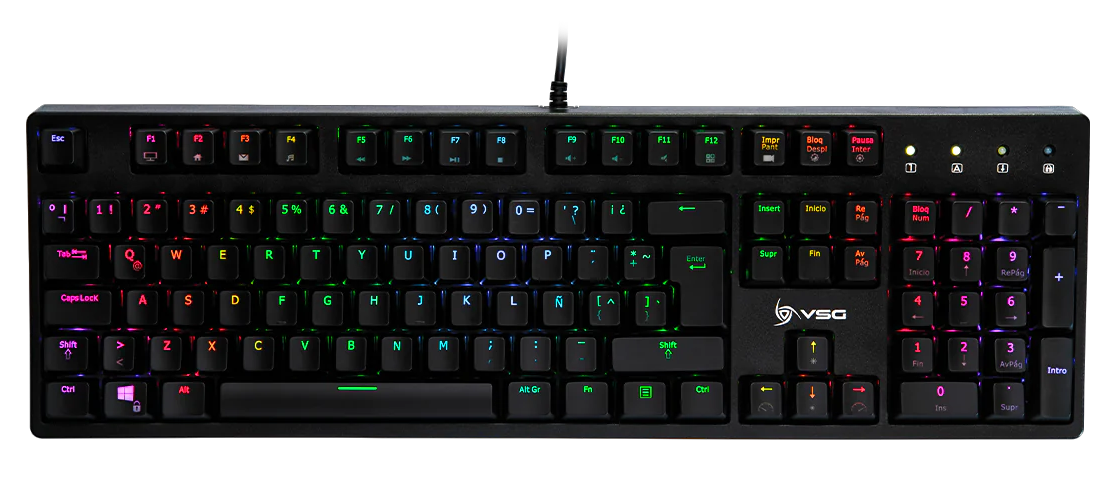 Esc F1 F2 F3 F4 F5 F6 F7 F8 F9 F10 F11 F12 Impr Pant Bloq Despl Pausa Inter
1 A
º | ¬ 1 ! 2 " 3 # 4 $ 5 % 6 & 7 / 8 ( 9 ) 0 = ' ? \ ¡ ¿ ← Insert Inicio Re Pág Bloq Num / * -
Tab Q @ W E R T Y U I O P ¨ ´ * ~ + Enter Supr Fin Av Pág 7 Inicio 8 ↑ 9 RePág +
Caps Lock A S D F G H J K L Ñ [ ^ { ] ` } VSG 4 ← 5 6 →
Shift > < Z X C V B N M ; , : . _ - Shift ↑ 1 Fin 2 ↓ 3 AvPág Intro
Ctrl Alt Alt Gr Fn Ctrl ← ↓ → 0 Ins . Supr